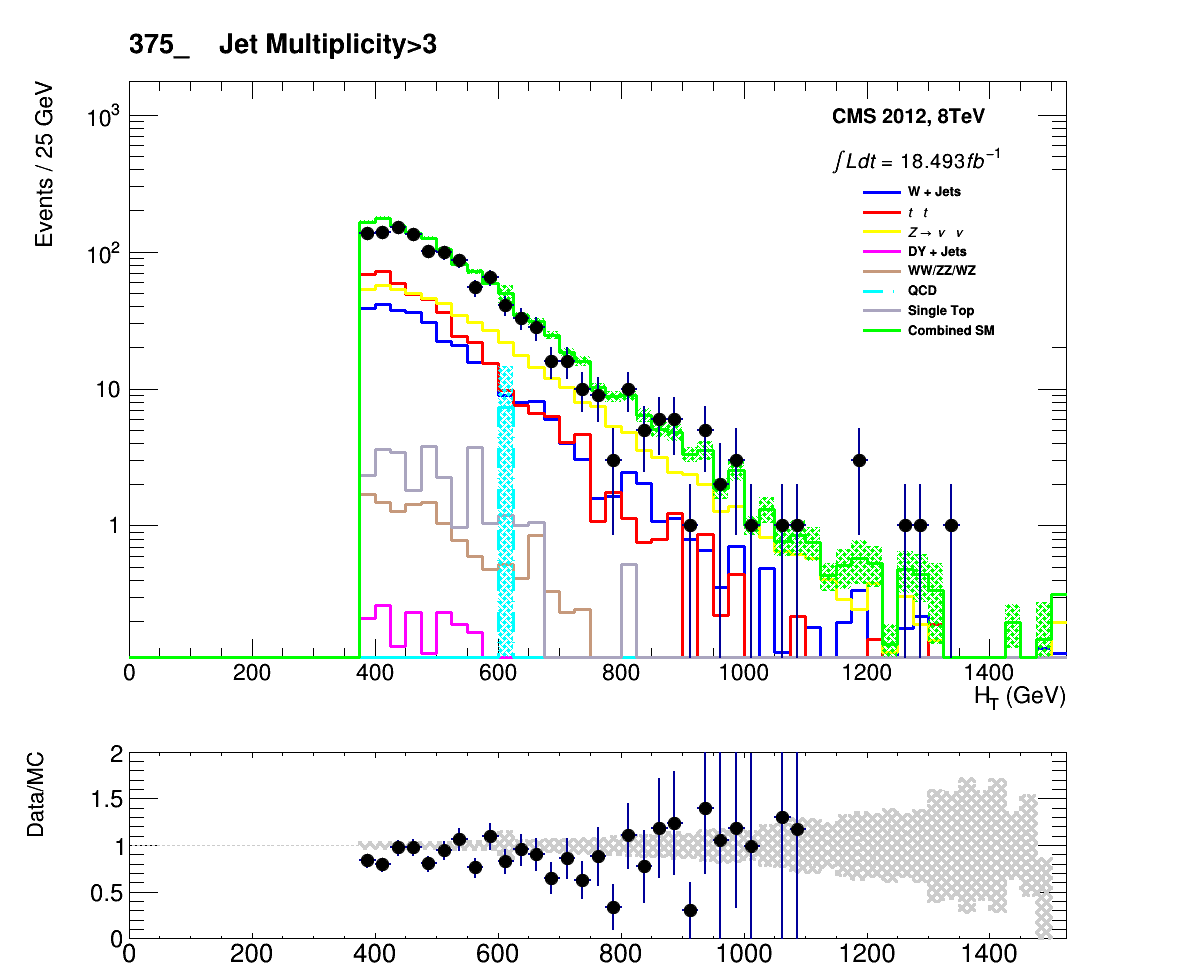 375_ Jet Multiplicity>3
Events / 25 GeV
10³
10²
10
1
CMS 2012, 8TeV
∫Ldt = 18.493fb⁻¹
W + Jets
t t
Z → ν ν
DY + Jets
WW/ZZ/WZ
QCD
Single Top
Combined SM
0 200 400 600 800 1000 1200 1400
H_T (GeV)
Data/MC
2
1.5
1
0.5
0
0 200 400 600 800 1000 1200 1400